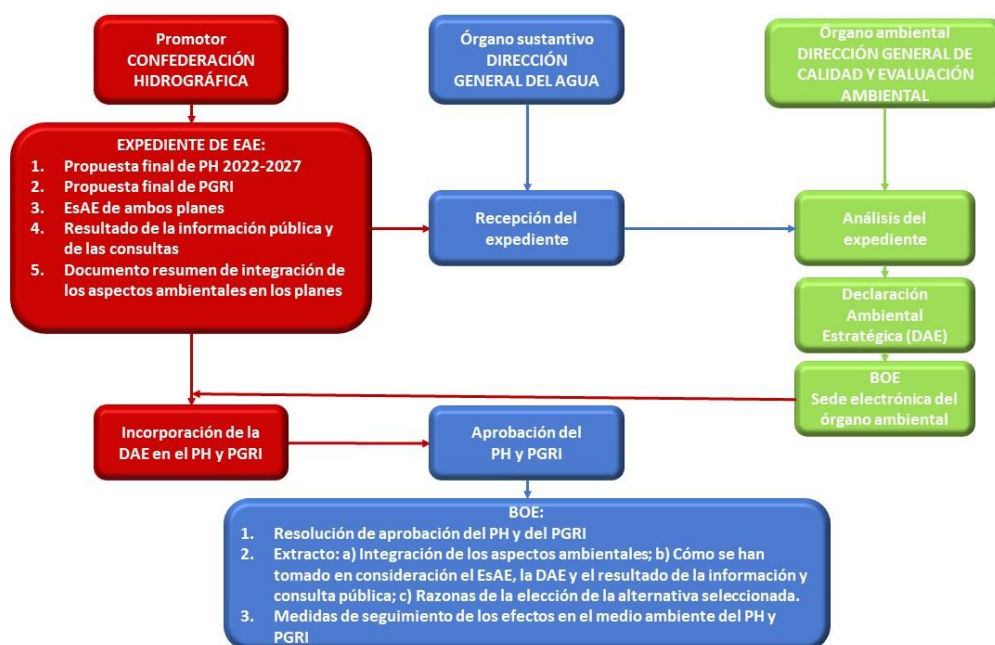 Promotor
CONFEDERACIÓN
HIDROGRÁFICA
Órgano sustantivo
DIRECCIÓN
GENERAL DEL AGUA
Órgano ambiental
DIRECCIÓN GENERAL DE
CALIDAD Y EVALUACIÓN
AMBIENTAL
EXPEDIENTE DE EAE:
1. Propuesta final de PH 2022-2027
2. Propuesta final de PGRI
3. EsAE de ambos planes
4. Resultado de la información pública y
de las consultas
5. Documento resumen de integración de
los aspectos ambientales en los planes
Recepción del
expediente
Análisis del
expediente
Declaración
Ambiental
Estratégica (DAE)
BOE
Sede electrónica del
órgano ambiental
Incorporación de la
DAE en el PH y PGRI
Aprobación del
PH y PGRI
BOE:
1. Resolución de aprobación del PH y del PGRI
2. Extracto: a) Integración de los aspectos ambientales; b) Cómo se han
tomado en consideración el EsAE, la DAE y el resultado de la información y
consulta pública; c) Razonas de la elección de la alternativa seleccionada.
3. Medidas de seguimiento de los efectos en el medio ambiente del PH y
PGRI